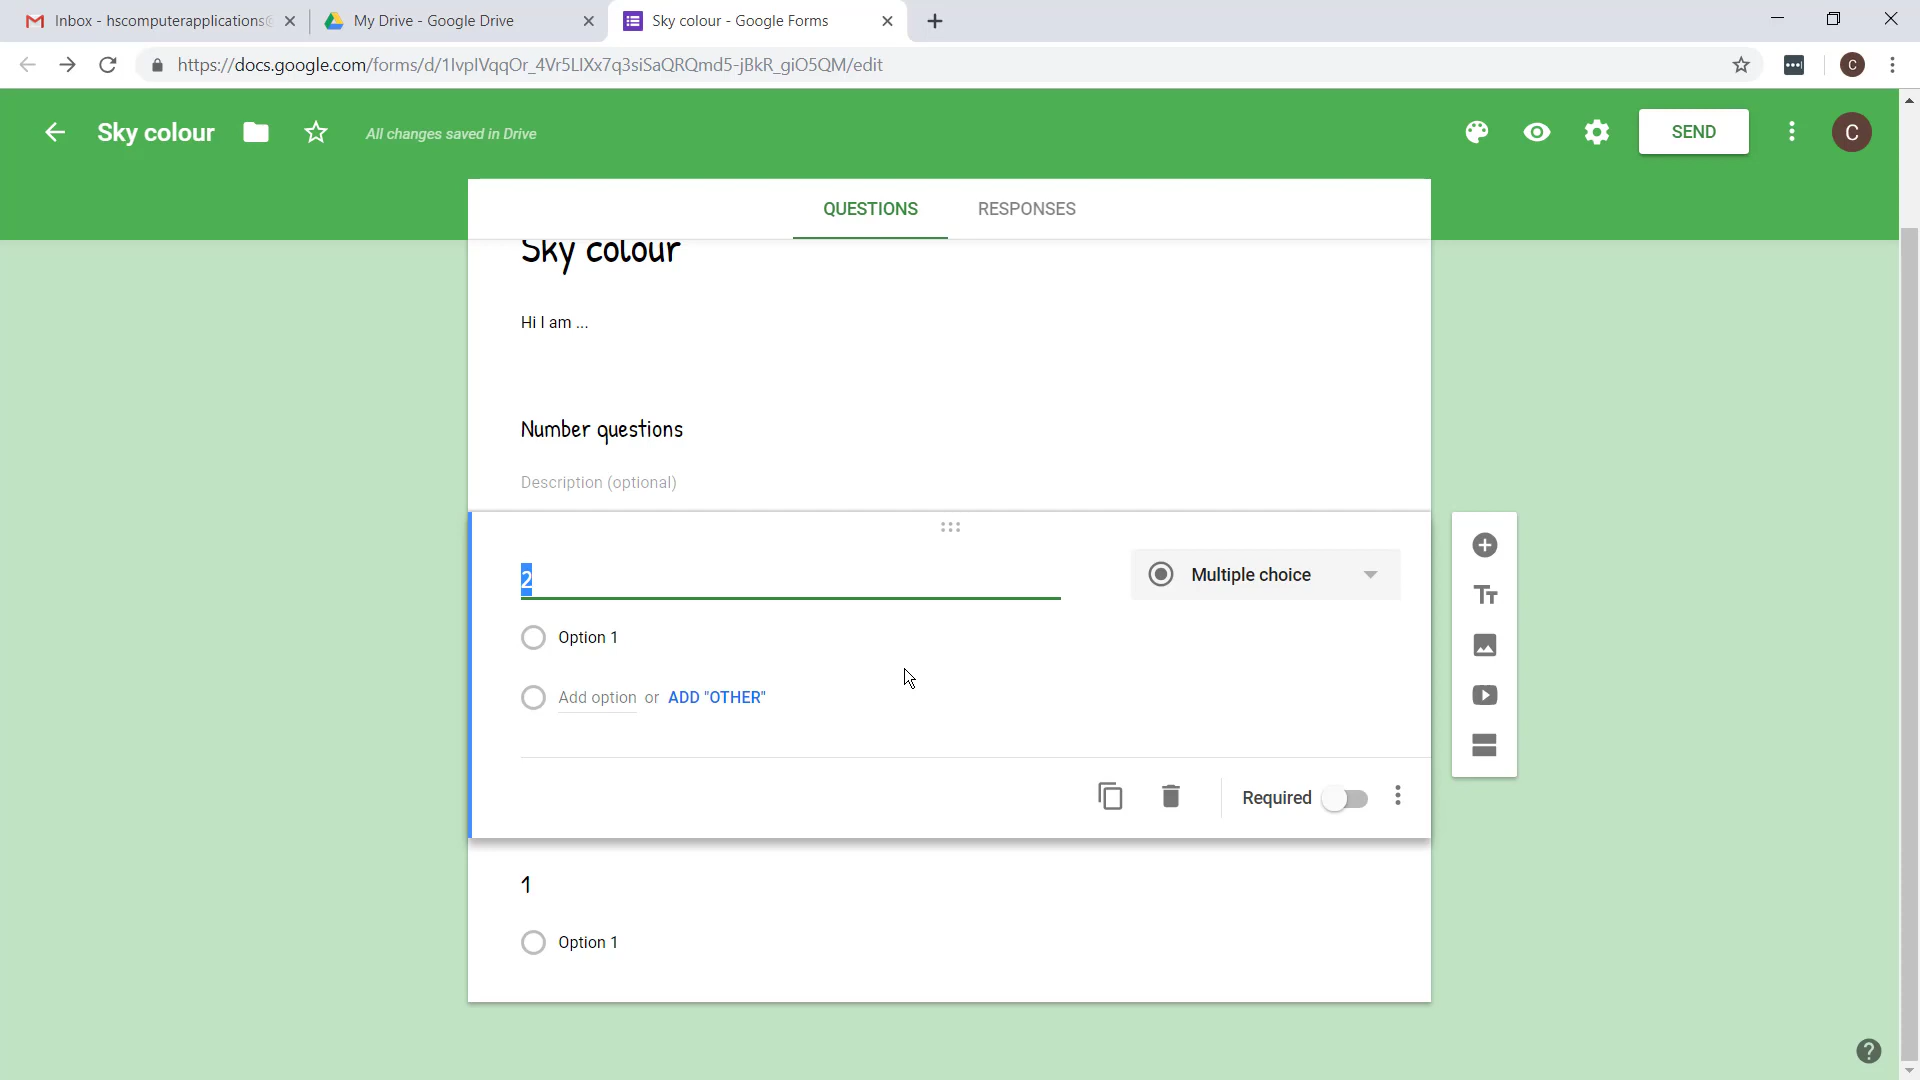 Inbox - hscomputerapplications@
My Drive - Google Drive
Sky colour - Google Forms
https://docs.google.com/forms/d/1IvpIVqqOr_4Vr5LIXx7q3siSaQRQmd5-jBkR_giO5QM/edit
C
Sky colour
All changes saved in Drive
SEND
C
QUESTIONS
RESPONSES
Sky colour
Hi I am ...
Number questions
Description (optional)
2
Multiple choice
Option 1
Add option or ADD "OTHER"
Required
1
Option 1